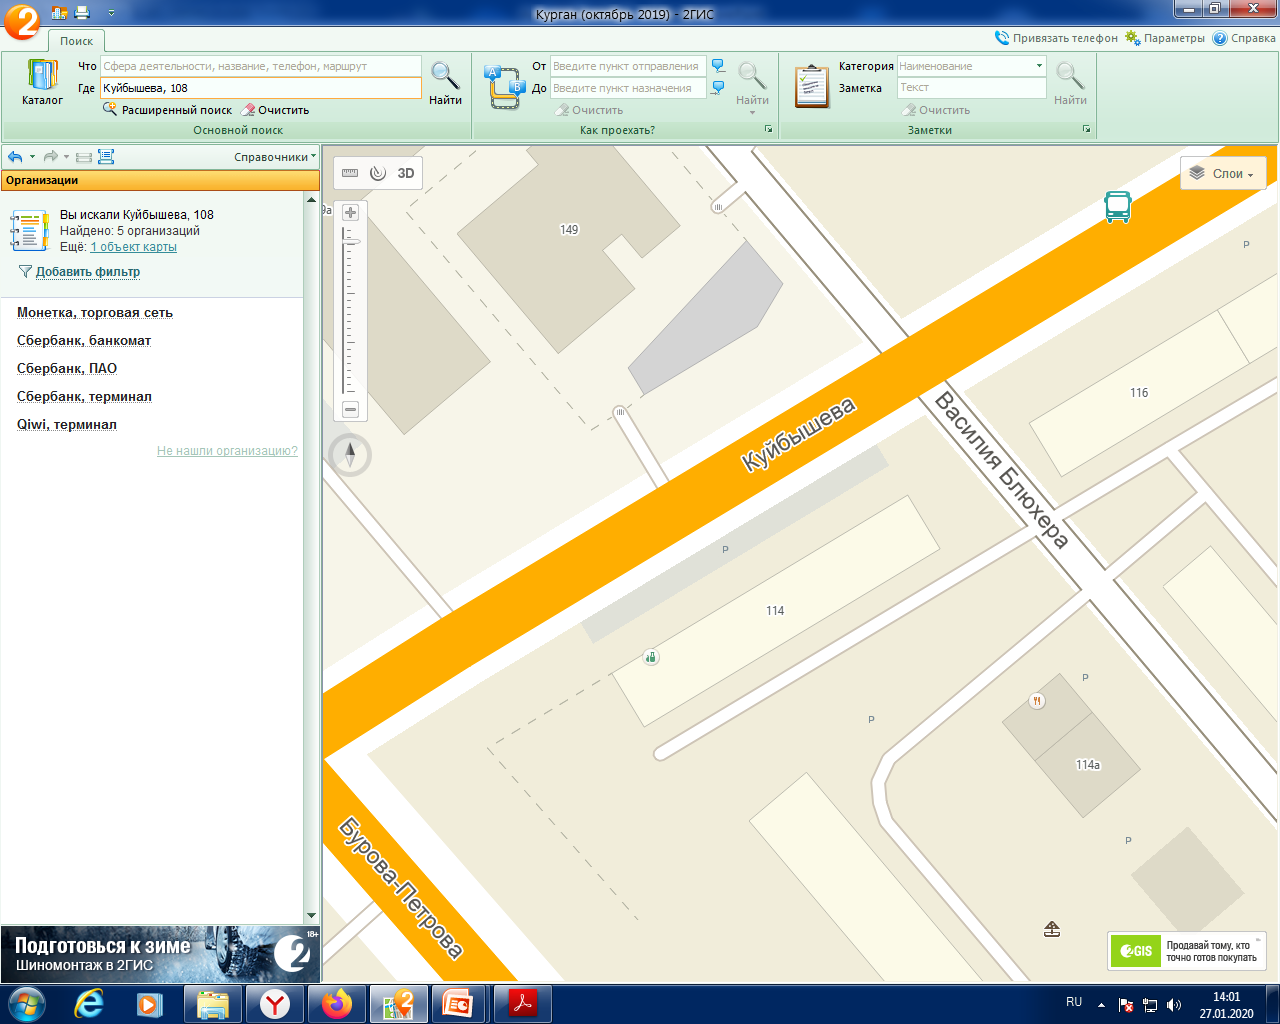 Курган (октябрь 2019) - 2ГИС
Поиск
Привязать телефон
Параметры
Справка
Каталог
Что
Сфера деятельности, название, телефон, маршрут
Где
Куйбышева, 108
Расширенный поиск
Очистить
Найти
Основной поиск
От
Введите пункт отправления
До
Введите пункт назначения
Очистить
Найти
Как проехать?
Категория
Наименование
Заметка
Текст
Очистить
Найти
Заметки
Справочники
Организации
Вы искали Куйбышева, 108
Найдено: 5 организаций
Ещё: 1 объект карты
Добавить фильтр
Монетка, торговая сеть
Сбербанк, банкомат
Сбербанк, ПАО
Сбербанк, терминал
Qiwi, терминал
Не нашли организацию?
Подготовься к зиме
Шиномонтаж в 2ГИС
18+
2
3D
Слои
9а
149
P
116
Куйбышева
Василия Блюхера
P
114
P
P
114а
P
Бурова-Петрова
2GIS
Продавай тому, кто
точно готов покупать
RU
14:01
27.01.2020